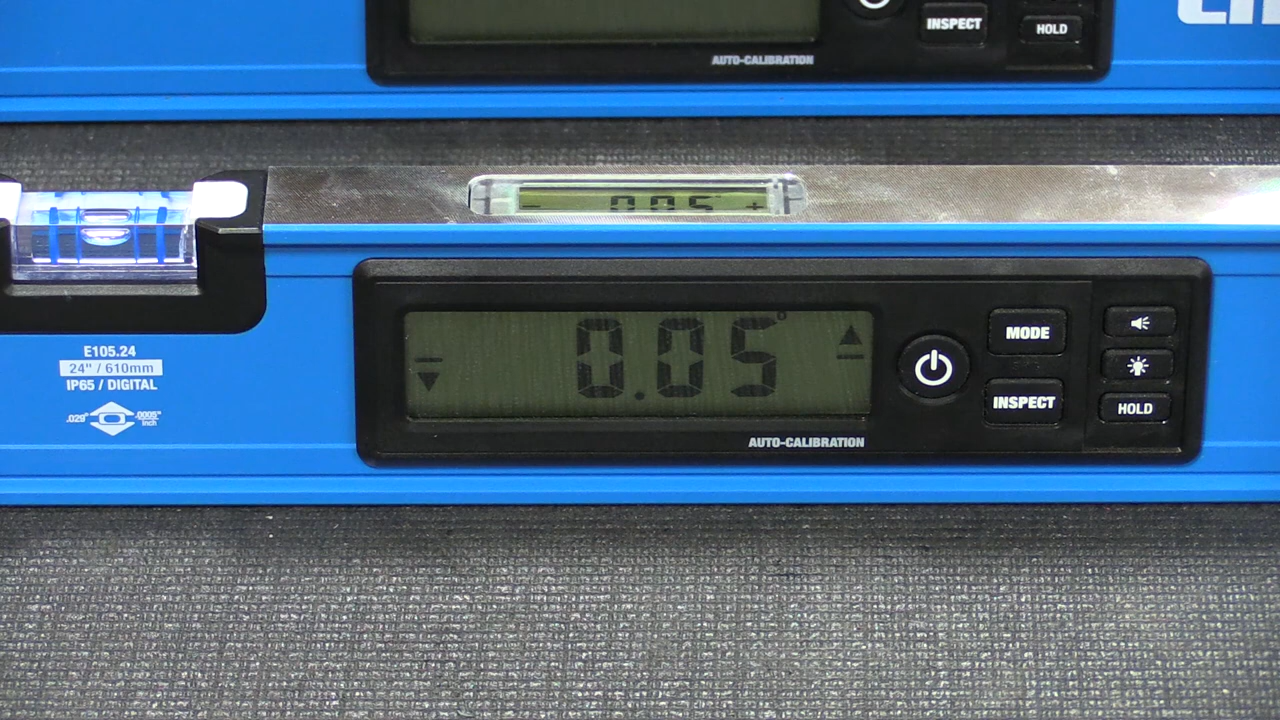 INSPECT
HOLD
AUTO-CALIBRATION
- 0.05° +
0.05°
MODE
INSPECT
HOLD
AUTO-CALIBRATION
E105.24
24" / 610mm
IP65 / DIGITAL
.029° .0005"
inch